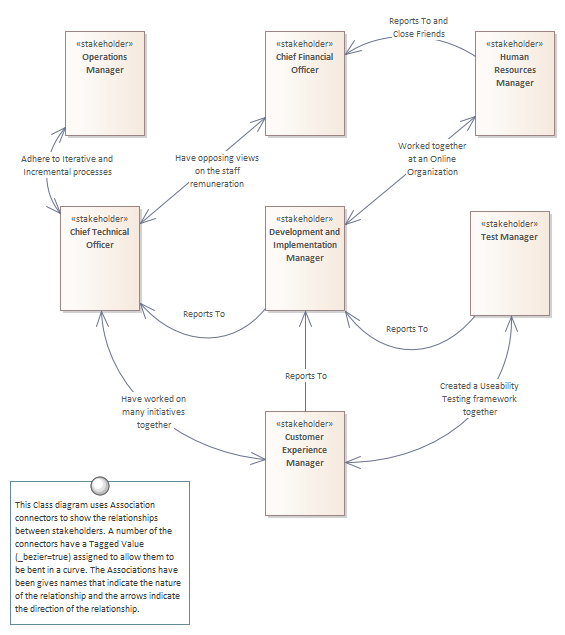 Reports To and
Close Friends
«stakeholder»
Operations
Manager
«stakeholder»
Chief Financial
Officer
«stakeholder»
Human
Resources
Manager
Adhere to Iterative and
Incremental processes
Have opposing views
on the staff
remuneration
Worked together
at an Online
Organization
«stakeholder»
Chief Technical
Officer
«stakeholder»
Development and
Implementation
Manager
«stakeholder»
Test Manager
Reports To
Reports To
Reports To
Have worked on
many initiatives
together
Created a Useability
Testing framework
together
«stakeholder»
Customer
Experience
Manager
This Class diagram uses Association
connectors to show the relationships
between stakeholders. A number of the
connectors have a Tagged Value
(_bezier=true) assigned to allow them to
be bent in a curve. The Associations have
been gives names that indicate the nature
of the relationship and the arrows indicate
the direction of the relationship.